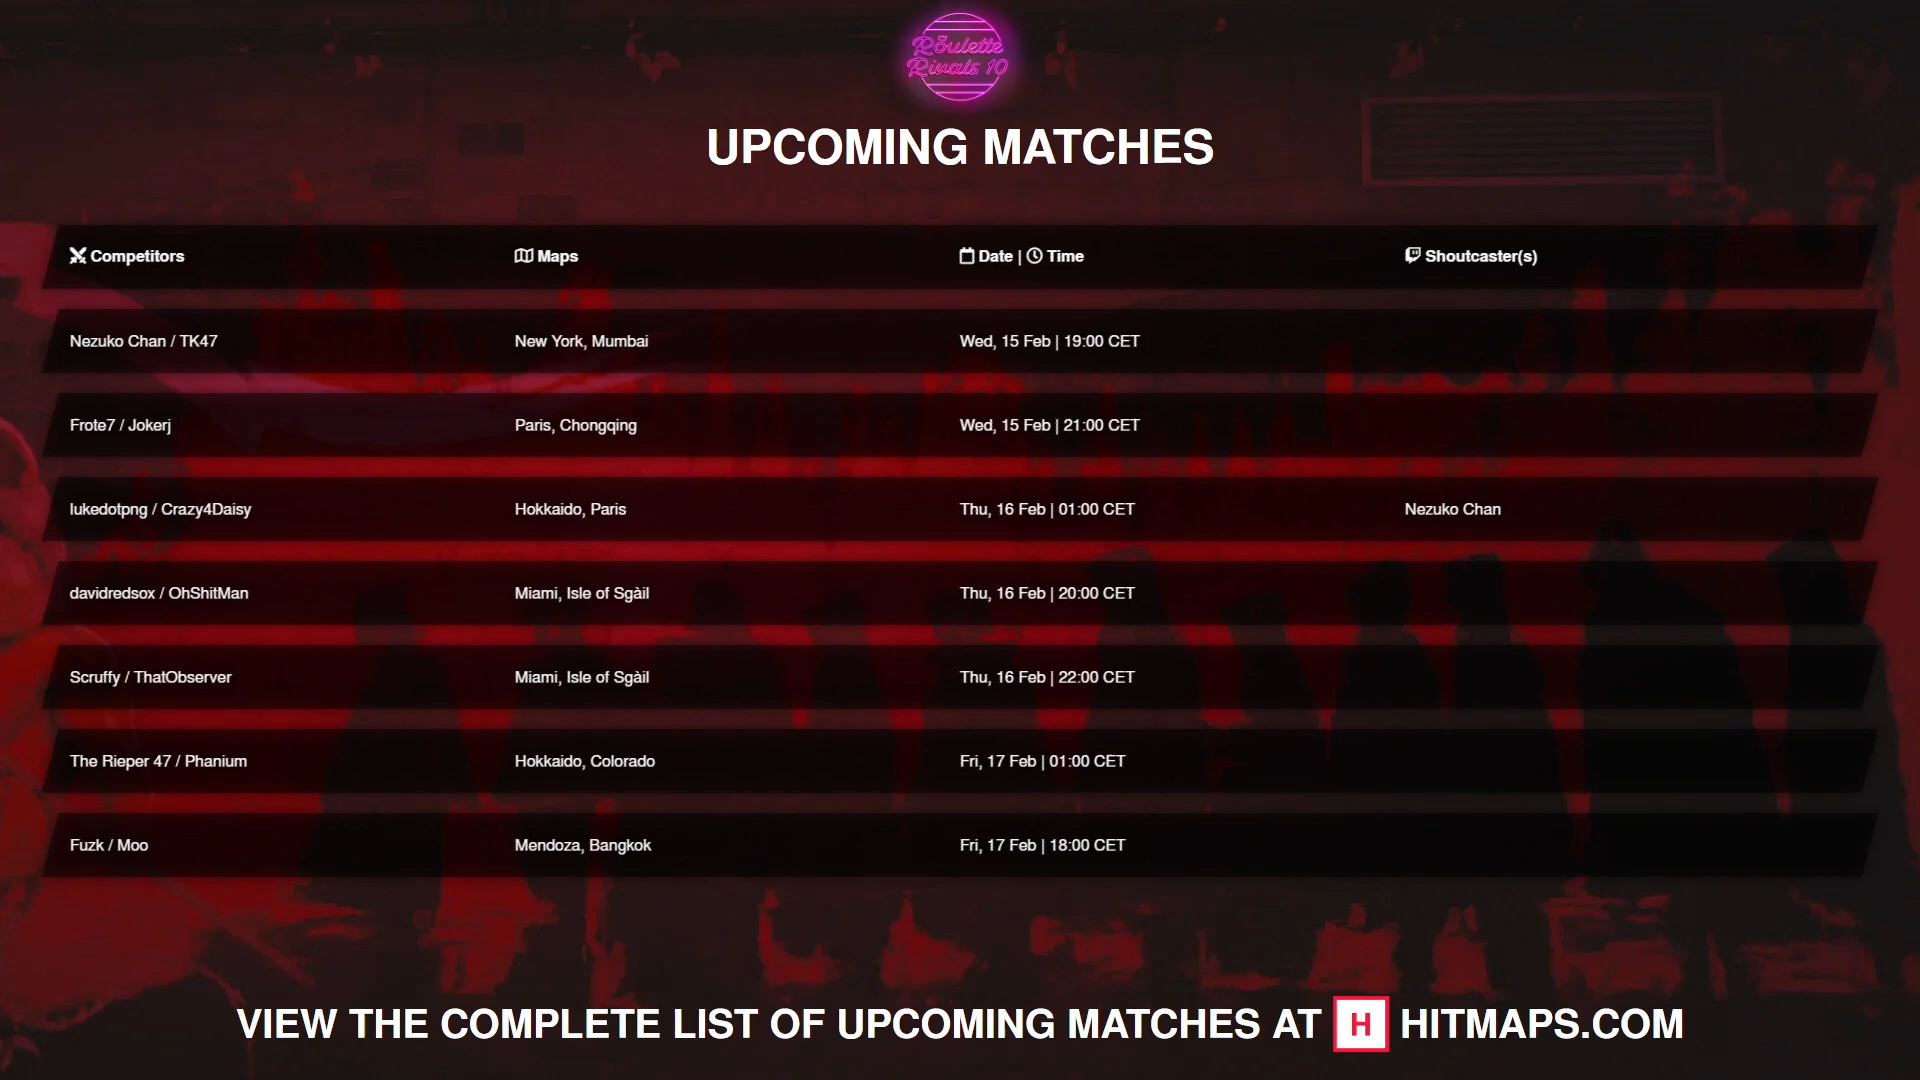 Roulette
Rivals 10
UPCOMING MATCHES
Competitors Maps Date | Time Shoutcaster(s)
Nezuko Chan / TK47 New York, Mumbai Wed, 15 Feb | 19:00 CET
Frote7 / Jokerj Paris, Chongqing Wed, 15 Feb | 21:00 CET
lukedotpng / Crazy4Daisy Hokkaido, Paris Thu, 16 Feb | 01:00 CET Nezuko Chan
davidredsox / OhShitMan Miami, Isle of Sgàil Thu, 16 Feb | 20:00 CET
Scruffy / ThatObserver Miami, Isle of Sgàil Thu, 16 Feb | 22:00 CET
The Rieper 47 / Phanium Hokkaido, Colorado Fri, 17 Feb | 01:00 CET
Fuzk / Moo Mendoza, Bangkok Fri, 17 Feb | 18:00 CET
VIEW THE COMPLETE LIST OF UPCOMING MATCHES AT H HITMAPS.COM